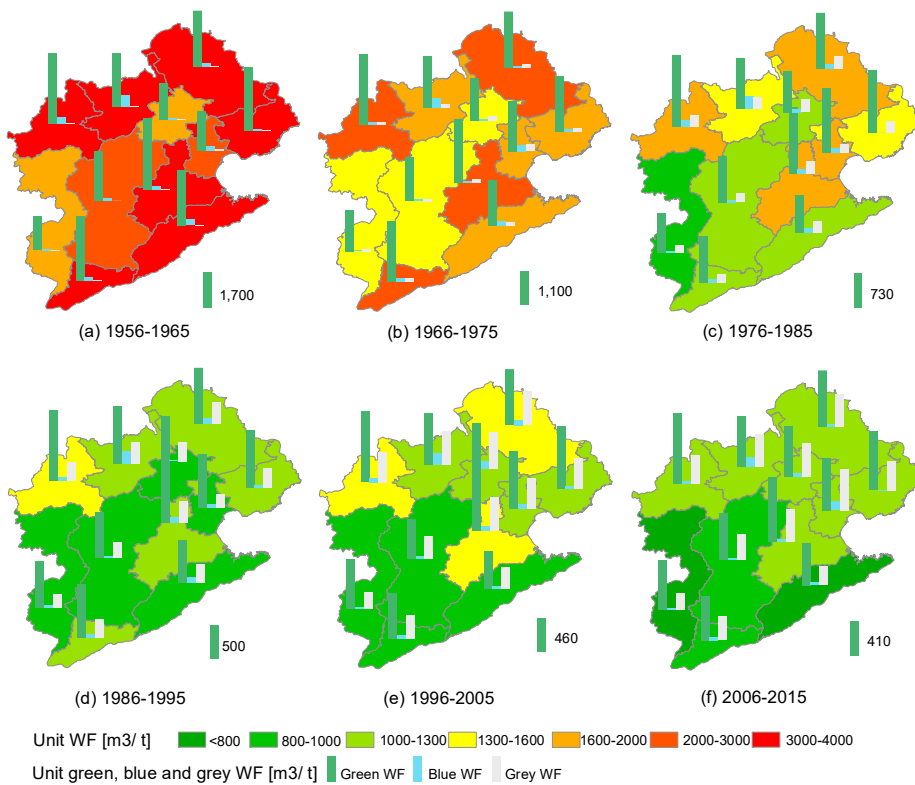 1,700
1,100
730
(a) 1956-1965
(b) 1966-1975
(c) 1976-1985
500
460
410
(d) 1986-1995
(e) 1996-2005
(f) 2006-2015
Unit WF [m3/ t] <800 800-1000 1000-1300 1300-1600 1600-2000 2000-3000 3000-4000
Unit green, blue and grey WF [m3/ t] Green WF Blue WF Grey WF